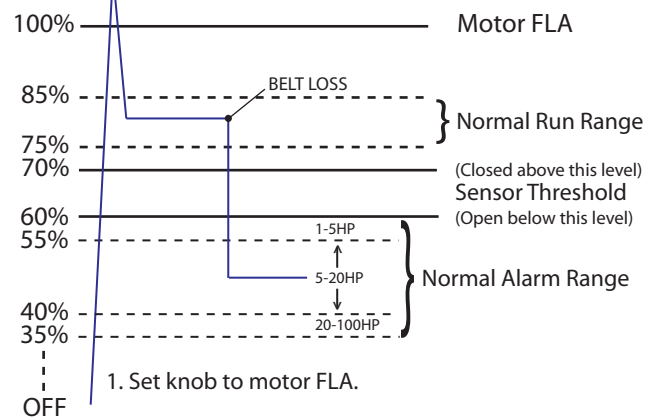 100% Motor FLA
85% BELT LOSS
Normal Run Range
75%
70% (Closed above this level)
Sensor Threshold
60% (Open below this level)
1-5HP
55%
5-20HP Normal Alarm Range
40%
20-100HP
35%
1. Set knob to motor FLA.
OFF